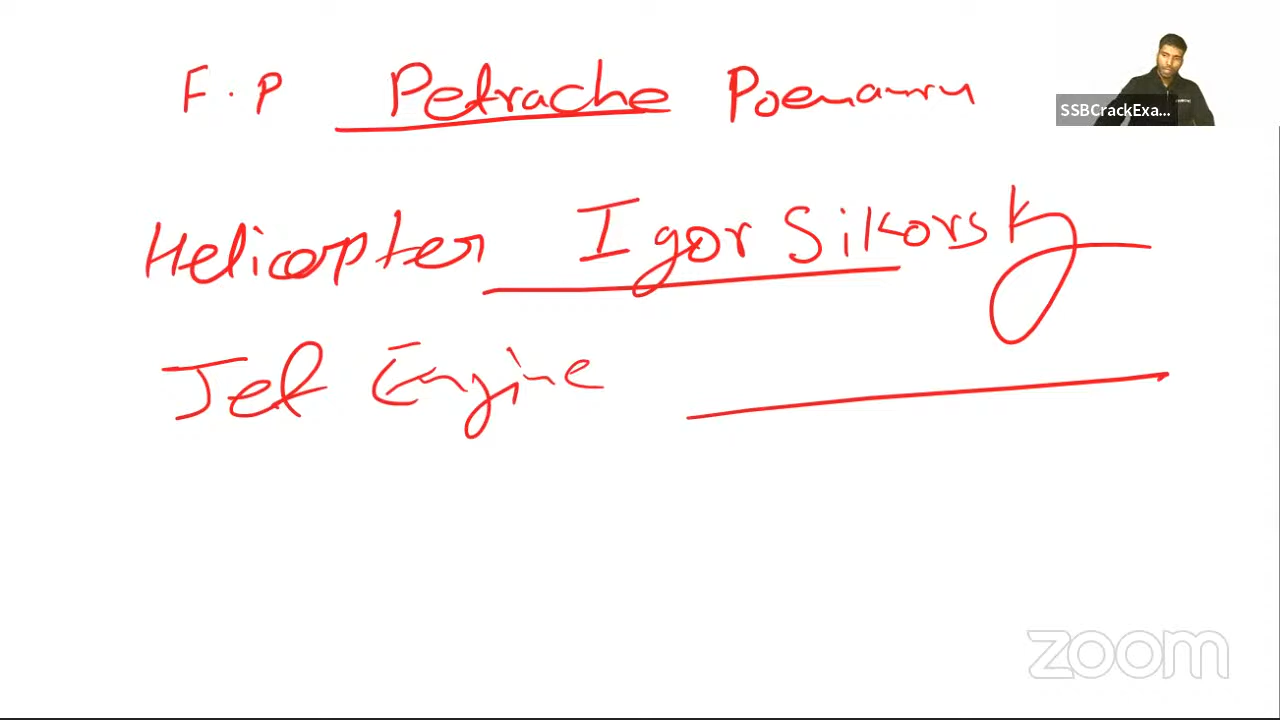 F.P Petrache Poenaru
SSBCrackExa...
Helicopter Igor Sikorsky
Jet Engine
zoom